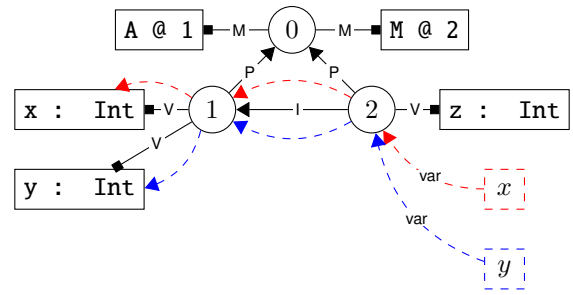 A @ 1 M 0 M M @ 2
P P
x : Int V 1 I 2 V z : Int
V
y : Int
var x
var y